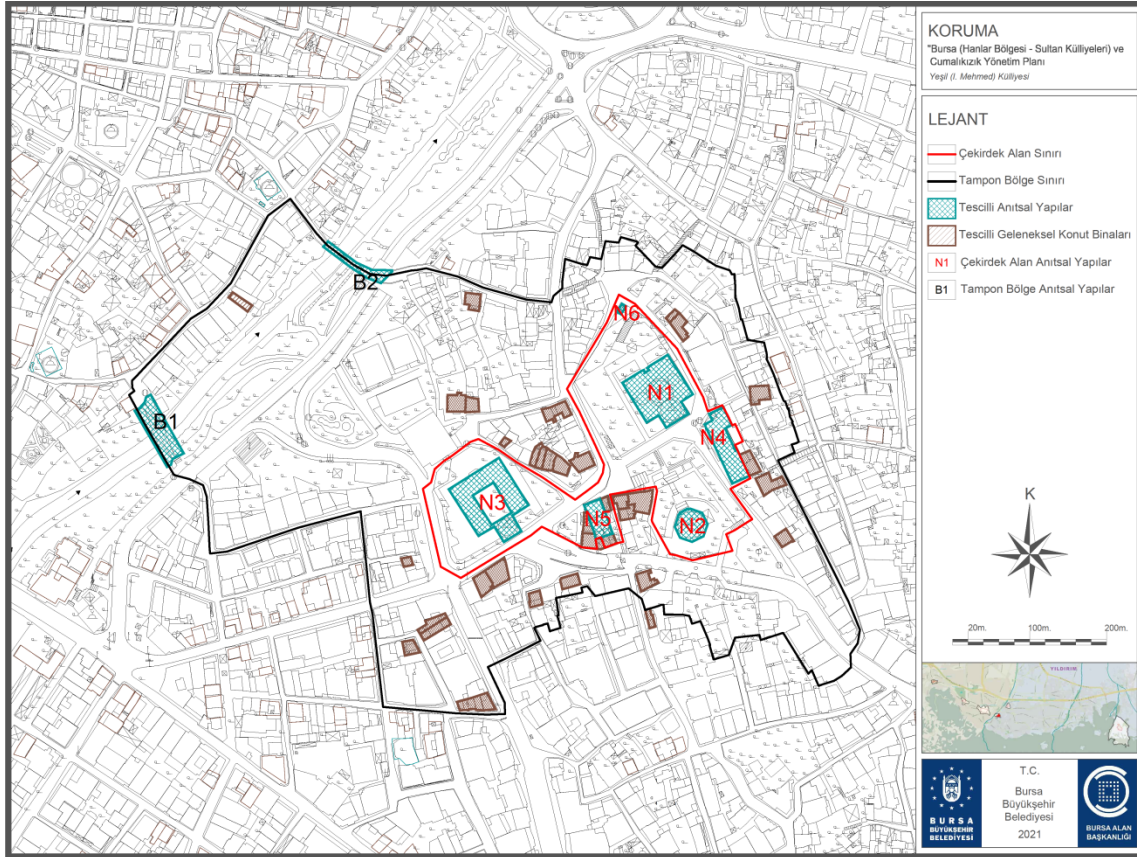 KORUMA
"Bursa (Hanlar Bölgesi - Sultan Külliyeleri) ve
Cumalıkızık Yönetim Planı
Yeşil (I. Mehmed) Külliyesi
LEJANT
Çekirdek Alan Sınırı
Tampon Bölge Sınırı
Tescilli Anıtsal Yapılar
Tescilli Geleneksel Konut Binaları
N1 Çekirdek Alan Anıtsal Yapılar
B1 Tampon Bölge Anıtsal Yapılar
B2
N6
N1
B1
N4
N3
N5
N2
K
20m. 100m. 200m.
YILDIRIM
BURSA
BÜYÜKŞEHİR
BELEDİYESİ
T.C.
Bursa
Büyükşehir
Belediyesi
2021
BURSA ALAN
BAŞKANLIĞI